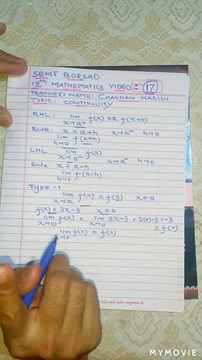 SEMT BORSAD
12th MATHEMATICS VIDEO: 17
TEACHER'S NAME: CHAUHAN HARISH
TOPIC: CONTINUITY
RHL: lim x→a⁺ f(x) OR f(a+0)
Rule: x = a+h x→a⁺ h→0
lim h→0 f(a+h)
LHL lim x→a⁻ f(x)
Rule x = a-h x→a⁻ h→0
lim h→0 f(a-h)
TYPE-1
lim x→a f(x) = f(a) x=a
f(x) = 2x-3 x=0
lim x→0 f(x) = lim x→0 2x-3 = 2(0)-3 = -3
= f(0)
lim x→0 f(x) = f(0)
MYMOVIE